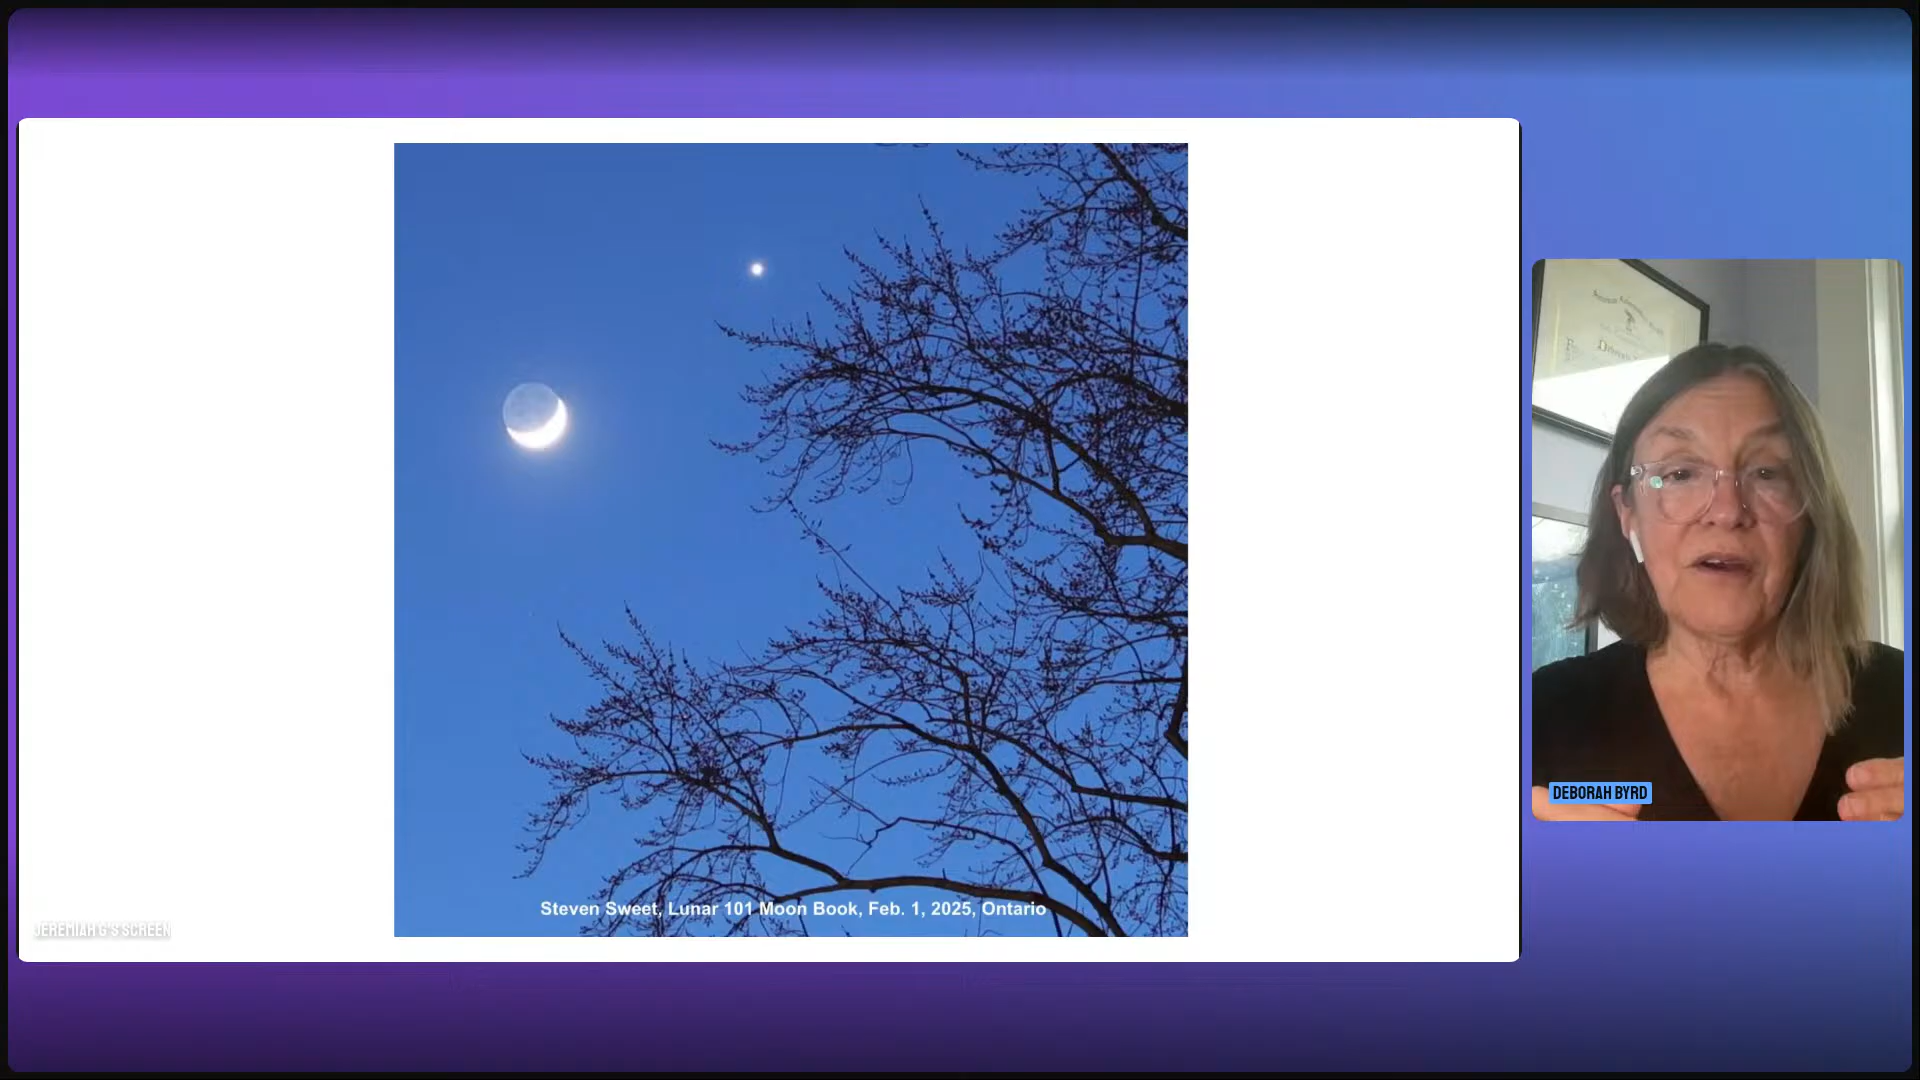 Steven Sweet, Lunar 101 Moon Book, Feb. 1, 2025, Ontario
JEREMIAH G'S SCREEN
DEBORAH BYRD